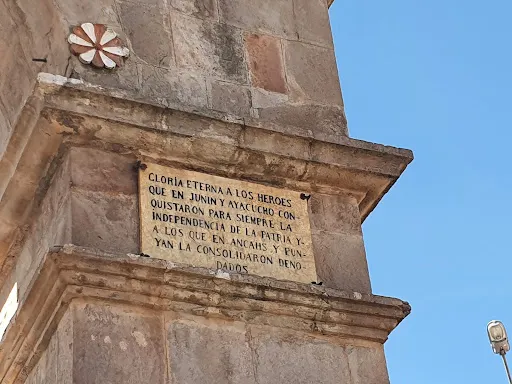 GLORIA ETERNA A LOS HEROES
QUE EN JUNIN Y AYACUCHO CON-
QUISTARON PARA SIEMPRE LA
INDEPENDENCIA DE LA PATRIA Y-
A LOS QUE EN ANCAHS .Y PUN-
YAN LA CONSOLIDARON DENO-
DADOS